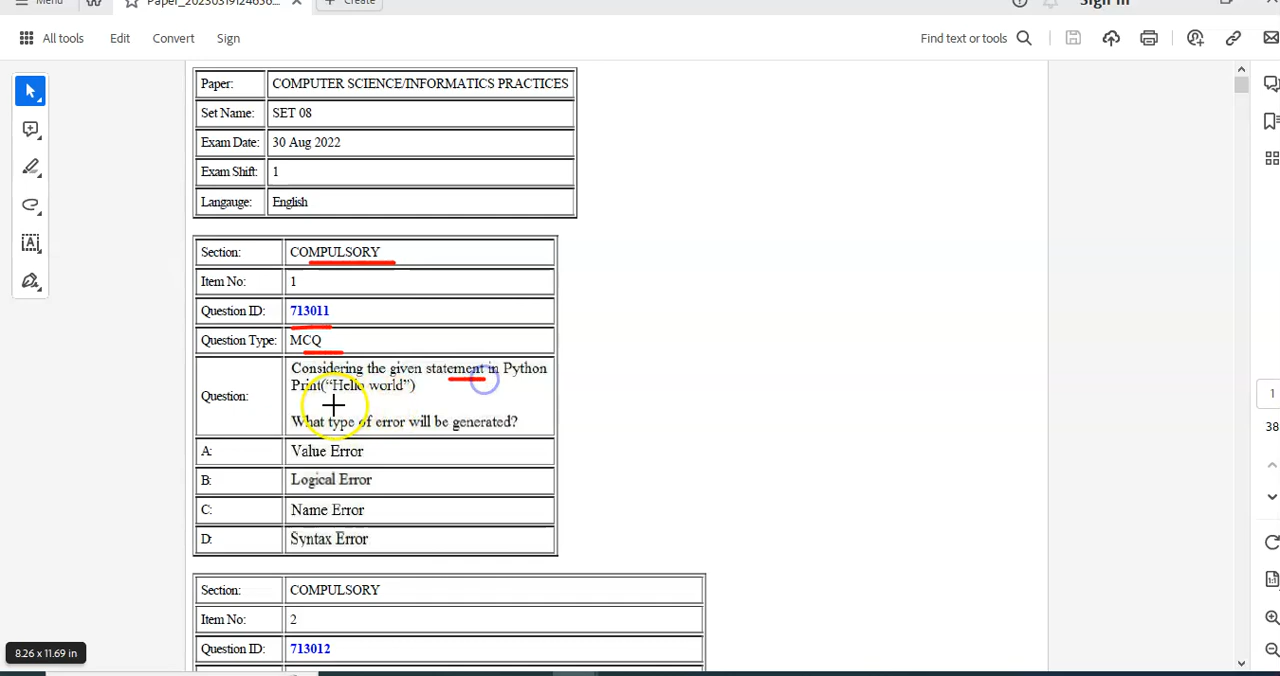 Menu Paper_20230319124656... Create Sign in
All tools Edit Convert Sign Find text or tools
Paper: COMPUTER SCIENCE/INFORMATICS PRACTICES
Set Name: SET 08
Exam Date: 30 Aug 2022
Exam Shift: 1
Langauge: English
Section: COMPULSORY
Item No: 1
Question ID: 713011
Question Type: MCQ
Question: Considering the given statement in Python
Print(“Hello world”)
What type of error will be generated?
A: Value Error
B: Logical Error
C: Name Error
D: Syntax Error
1
38
Section: COMPULSORY
Item No: 2
Question ID: 713012
8.26 x 11.69 in